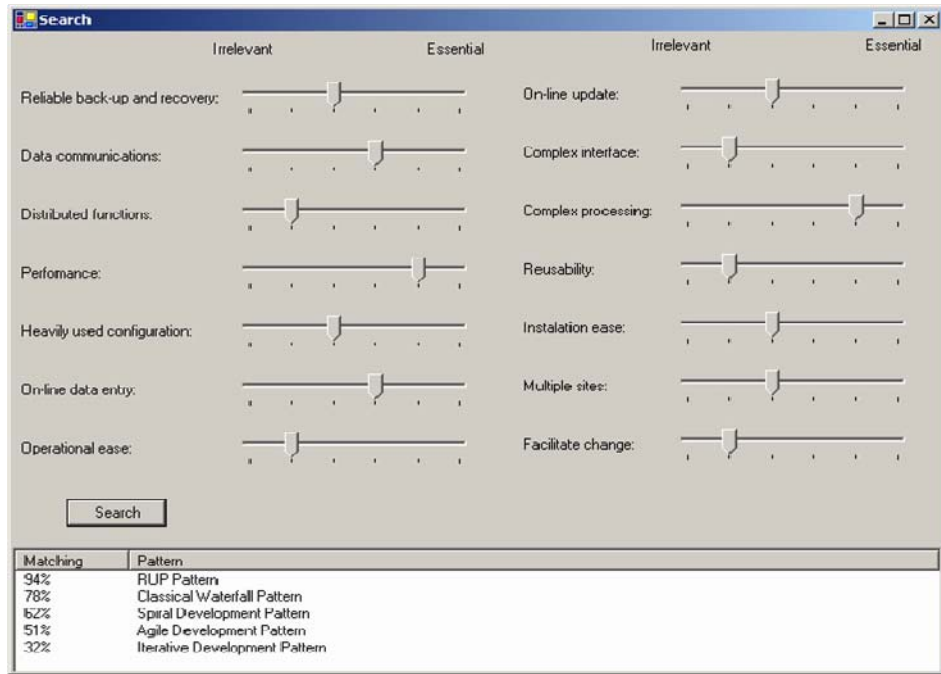 Search
Irrelevant Essential Irrelevant Essential
Reliable back-up and recovery: On-line update:
Data communications: Complex interface:
Distributed functions: Complex processing:
Perfomance: Reusability:
Heavily used configuration: Instalation ease:
On-line data entry: Multiple sites:
Operational ease: Facilitate change:
Search
Matching Pattern
94% RUP Pattern
78% Classical Waterfall Pattern
62% Spiral Development Pattern
51% Agile Development Pattern
32% Iterative Development Pattern